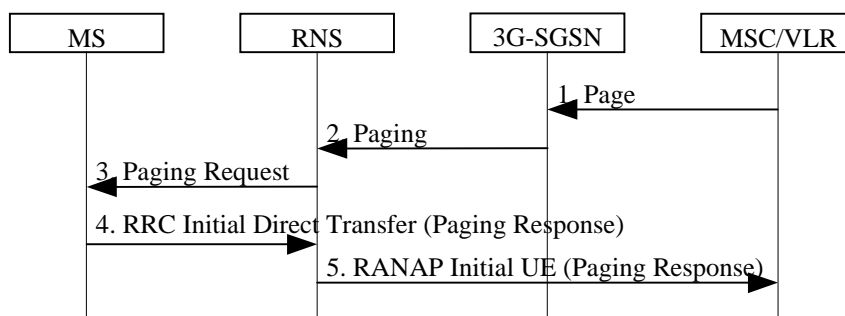 MS
RNS
3G-SGSN
MSC/VLR
1. Page
2. Paging
3. Paging Request
4. RRC Initial Direct Transfer (Paging Response)
5. RANAP Initial UE (Paging Response)